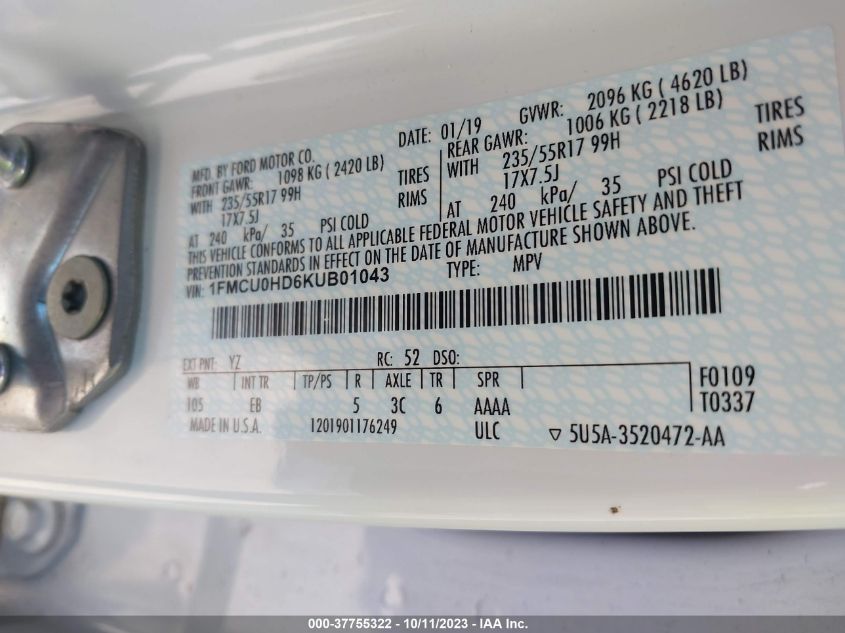 MFD. BY FORD MOTOR CO.
DATE: 01/19 GVWR: 2096 KG ( 4620 LB)
FRONT GAWR: 1098 KG ( 2420 LB)
REAR GAWR: 1006 KG ( 2218 LB)
WITH 235/55R17 99H TIRES
WITH 235/55R17 99H TIRES
17X7.5J RIMS
17X7.5J RIMS
AT 240 kPa/ 35 PSI COLD
AT 240 kPa/ 35 PSI COLD
THIS VEHICLE CONFORMS TO ALL APPLICABLE FEDERAL MOTOR VEHICLE SAFETY AND THEFT
PREVENTION STANDARDS IN EFFECT ON THE DATE OF MANUFACTURE SHOWN ABOVE.
VIN: 1FMCU0HD6KUB01043 TYPE: MPV
EXT PNT: YZ RC: 52 DSO:
WB INT TR TP/PS R AXLE TR SPR F0109
105 EB 5 3C 6 AAAA T0337
MADE IN U.S.A. 1201901176249 ULC ▽ 5U5A-3520472-AA
000-37755322 - 10/11/2023 - IAA Inc.